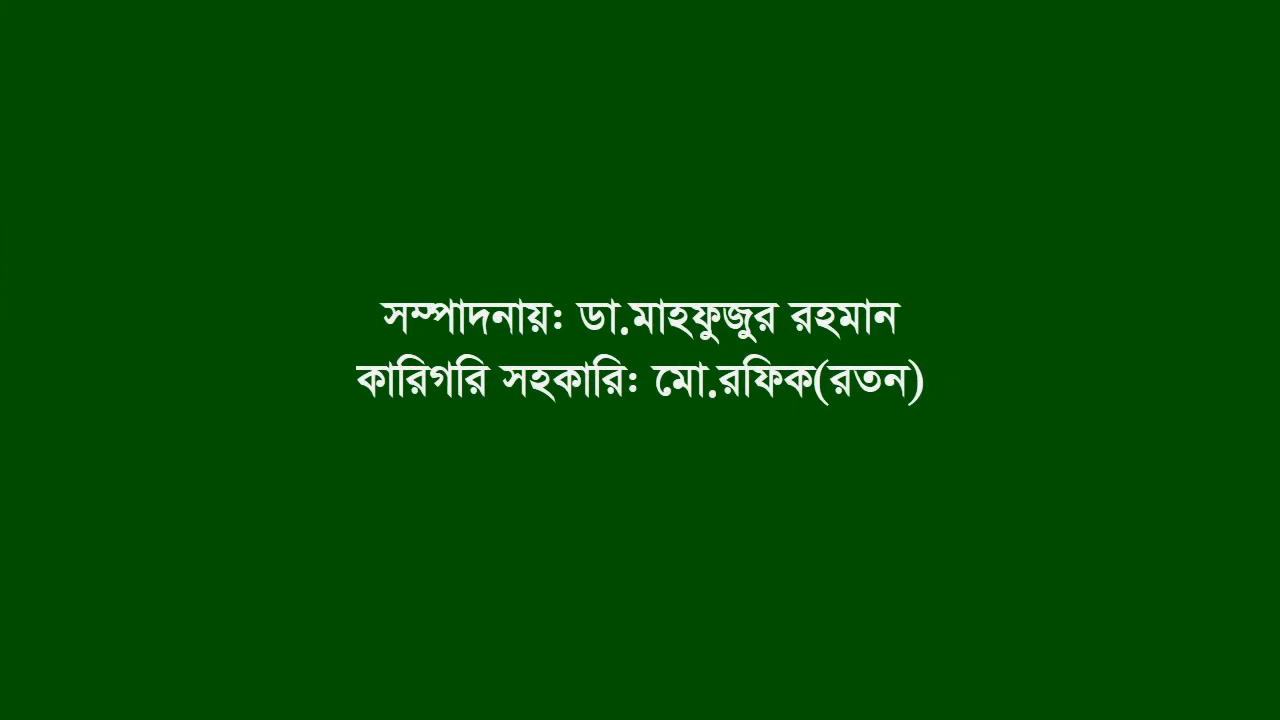 সম্পাদনায়: ডা.মাহফুজুর রহমান
কারিগরি সহকারি: মো.রফিক(রতন)